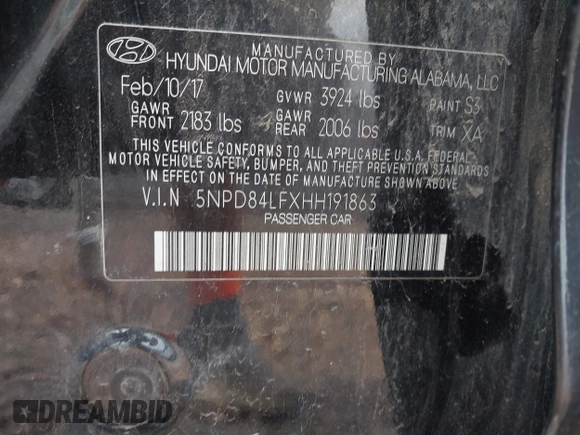 MANUFACTURED BY
HYUNDAI MOTOR MANUFACTURING ALABAMA, LLC
Feb/10/17 GVWR 3924 lbs PAINT S3
GAWR FRONT 2183 lbs GAWR REAR 2006 lbs TRIM XA
THIS VEHICLE CONFORMS TO ALL APPLICABLE U.S.A. FEDERAL
MOTOR VEHICLE SAFETY, BUMPER, AND THEFT PREVENTION STANDARDS
IN EFFECT ON THE DATE OF MANUFACTURE SHOWN ABOVE.
V.I.N 5NPD84LFXHH191863
PASSENGER CAR
DREAMBID